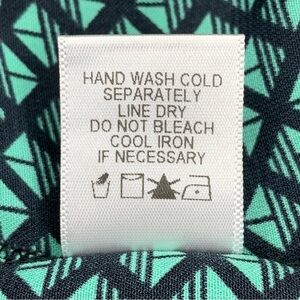 HAND WASH COLD
SEPARATELY
LINE DRY
DO NOT BLEACH
COOL IRON
IF NECESSARY